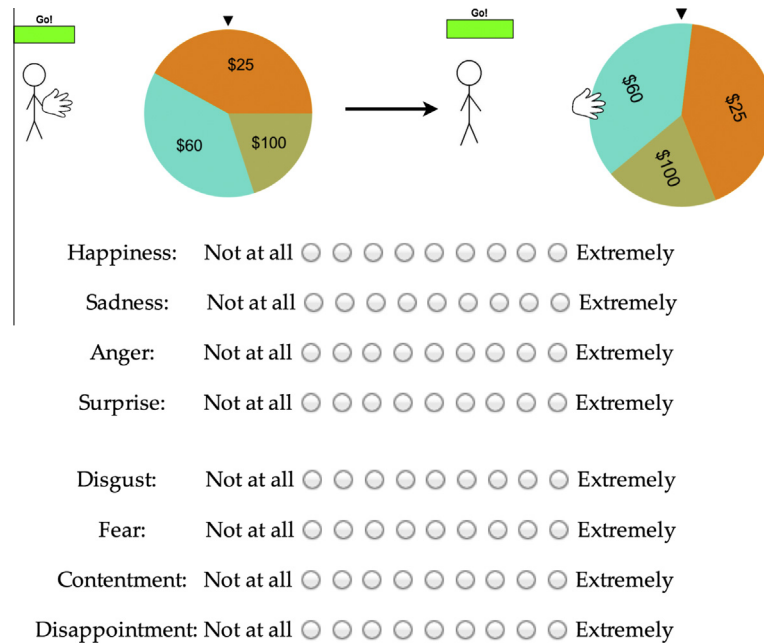 Go!
Go!
$25
$60
$100
$60
$25
$100
Happiness: Not at all Extremely
Sadness: Not at all Extremely
Anger: Not at all Extremely
Surprise: Not at all Extremely
Disgust: Not at all Extremely
Fear: Not at all Extremely
Contentment: Not at all Extremely
Disappointment: Not at all Extremely